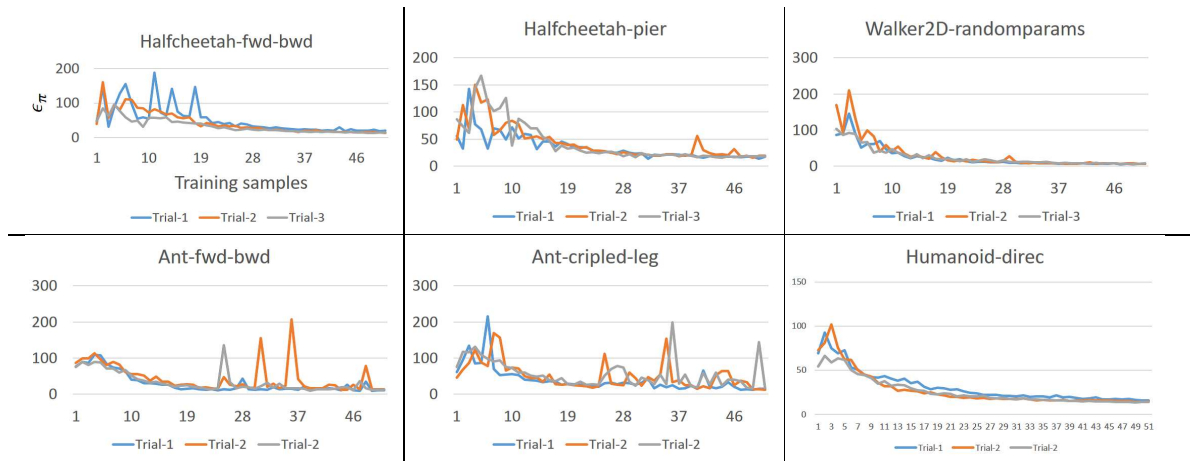 Halfcheetah-fwd-bwd
200
100
0
ϵπ
1 10 19 28 37 46
Training samples
Trial-1 Trial-2 Trial-3
Halfcheetah-pier
200
150
100
50
0
1 10 19 28 37 46
Trial-1 Trial-2 Trial-3
Walker2D-randomparams
300
200
100
0
1 10 19 28 37 46
Trial-1 Trial-2 Trial-3
Ant-fwd-bwd
300
200
100
0
1 10 19 28 37 46
Trial-1 Trial-2 Trial-2
Ant-cripled-leg
300
200
100
0
1 10 19 28 37 46
Trial-1 Trial-2 Trial-2
Humanoid-direc
150
100
50
0
1 3 5 7 9 11 13 15 17 19 21 23 25 27 29 31 33 35 37 39 41 43 45 47 49 51
Trial-1 Trial-2 Trial-2